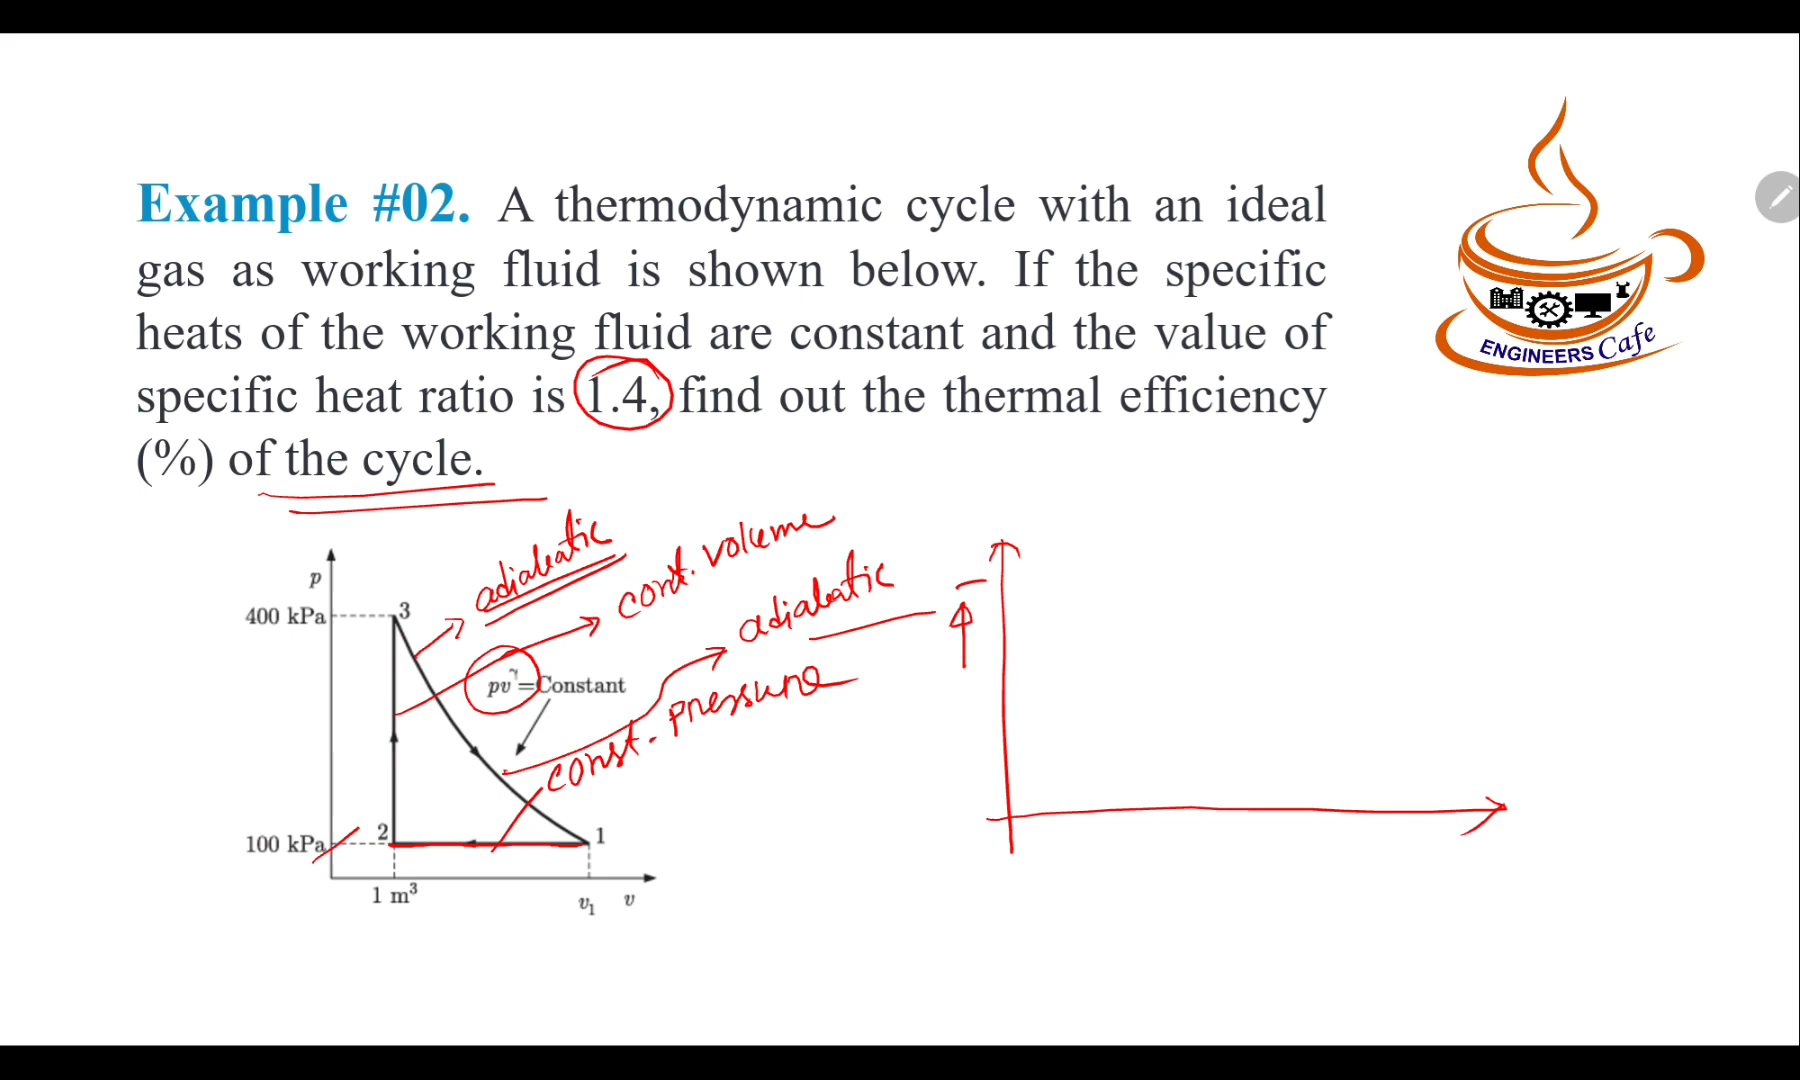 Example #02. A thermodynamic cycle with an ideal
gas as working fluid is shown below. If the specific
heats of the working fluid are constant and the value of
specific heat ratio is 1.4, find out the thermal efficiency
(%) of the cycle.
ENGINEERS Cafe
adiabatic
cont. volume
adiabatic
const. pressure
p
400 kPa
3
pvᵞ=Constant
100 kPa
2
1
1 m³
v₁
v
T